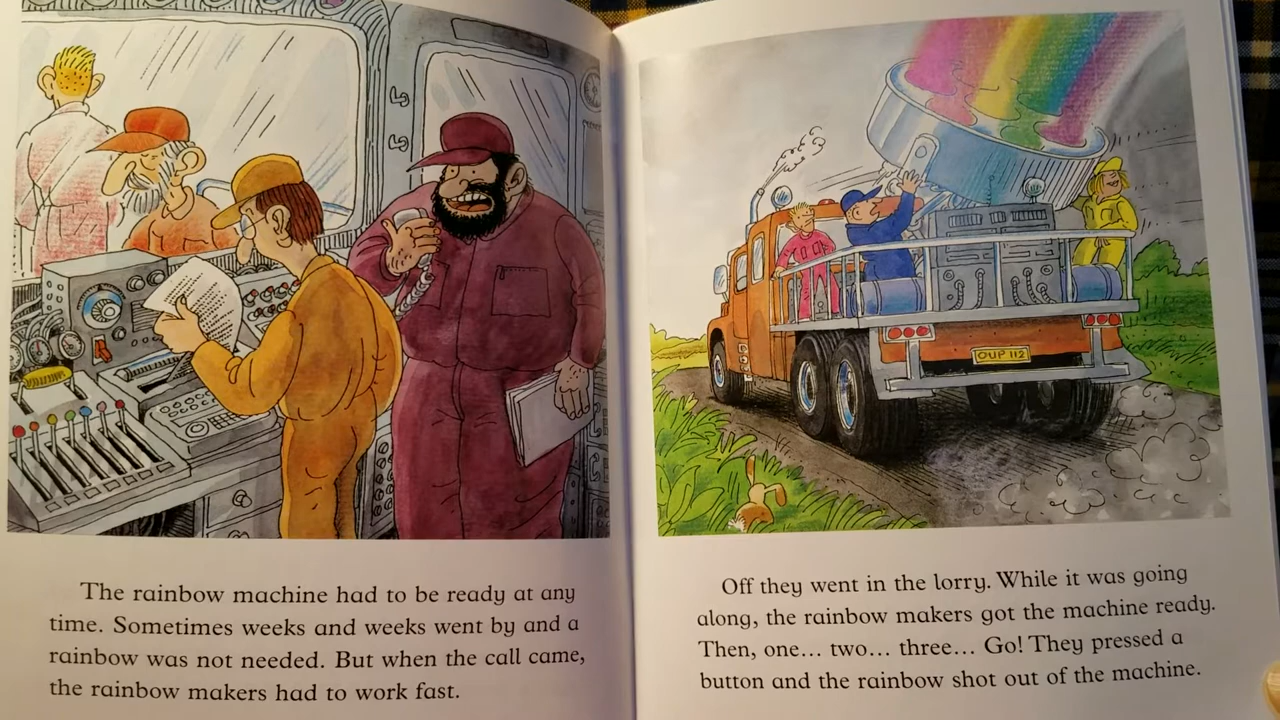 The rainbow machine had to be ready at any
time. Sometimes weeks and weeks went by and a
rainbow was not needed. But when the call came,
the rainbow makers had to work fast.
OUP 112
Off they went in the lorry. While it was going
along, the rainbow makers got the machine ready.
Then, one... two... three... Go! They pressed a
button and the rainbow shot out of the machine.